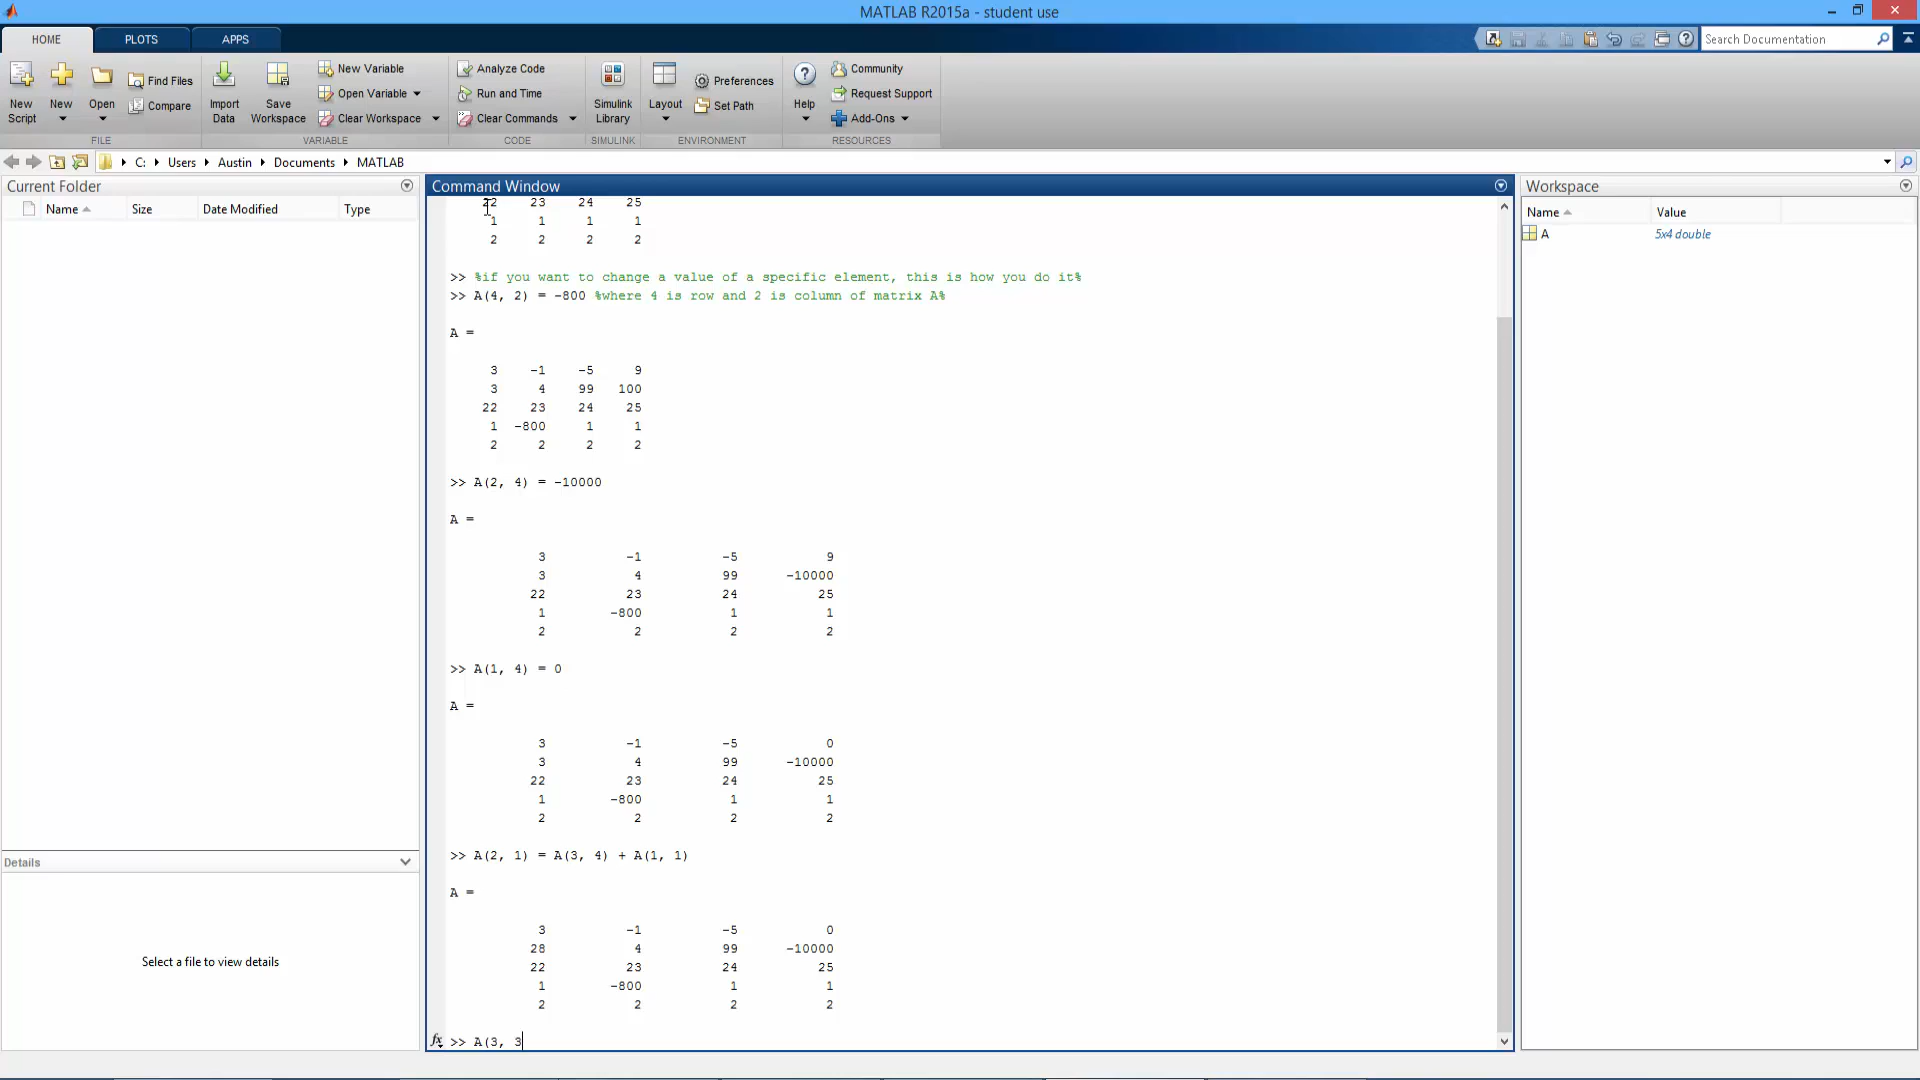 MATLAB R2015a - student use
HOME PLOTS APPS
Search Documentation
New Script
New
Open
Find Files
Compare
FILE
Import Data
Save Workspace
New Variable
Open Variable
Clear Workspace
VARIABLE
Analyze Code
Run and Time
Clear Commands
CODE
Simulink Library
SIMULINK
Layout
Preferences
Set Path
ENVIRONMENT
Help
Community
Request Support
Add-Ons
RESOURCES
C: Users Austin Documents MATLAB
Current Folder
Name Size Date Modified Type
Details
Select a file to view details
Command Window
22 23 24 25
1 1 1 1
2 2 2 2
>> %if you want to change a value of a specific element, this is how you do it%
>> A(4, 2) = -800 %where 4 is row and 2 is column of matrix A%
A =
3 -1 -5 9
3 4 99 100
22 23 24 25
1 -800 1 1
2 2 2 2
>> A(2, 4) = -10000
A =
3 -1 -5 9
3 4 99 -10000
22 23 24 25
1 -800 1 1
2 2 2 2
>> A(1, 4) = 0
A =
3 -1 -5 0
3 4 99 -10000
22 23 24 25
1 -800 1 1
2 2 2 2
>> A(2, 1) = A(3, 4) + A(1, 1)
A =
3 -1 -5 0
28 4 99 -10000
22 23 24 25
1 -800 1 1
2 2 2 2
fx >> A(3, 3
Workspace
Name Value
A 5x4 double